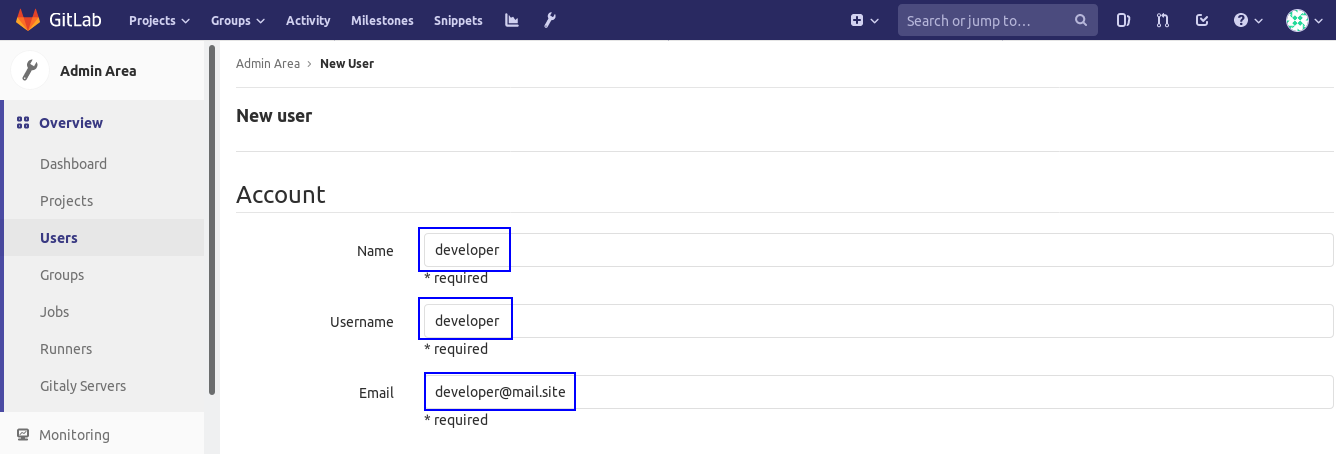 GitLab Projects Groups Activity Milestones Snippets Search or jump to…
Admin Area
Overview
Dashboard
Projects
Users
Groups
Jobs
Runners
Gitaly Servers
Monitoring
Admin Area › New User
New user
Account
Name developer
* required
Username developer
* required
Email developer@mail.site
* required